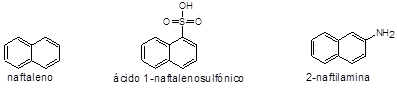 OH
O=S=O
NH2
naftaleno
ácido 1-naftalenosulfónico
2-naftilamina